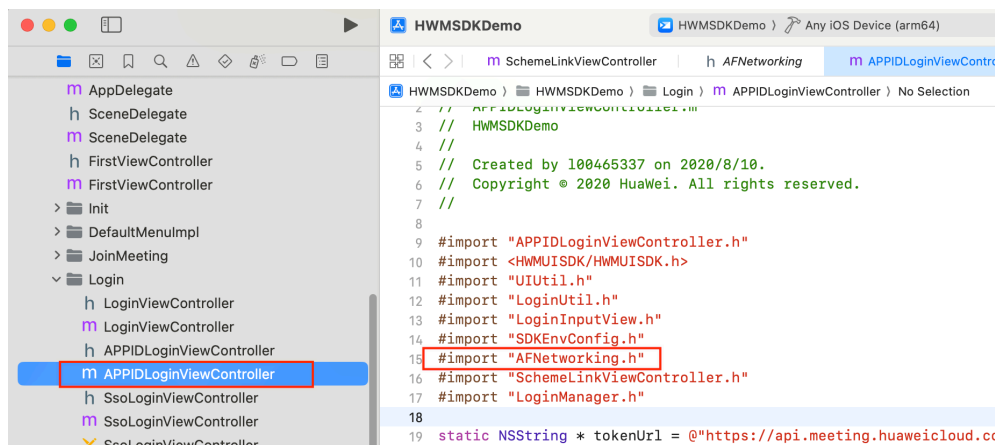 HWMSDKDemo
HWMSDKDemo 〉 Any iOS Device (arm64)
m SchemeLinkViewController
h AFNetworking
m APPIDLoginViewContro
HWMSDKDemo 〉 HWMSDKDemo 〉 Login 〉 m APPIDLoginViewController 〉 No Selection
m AppDelegate
h SceneDelegate
m SceneDelegate
h FirstViewController
m FirstViewController
Init
DefaultMenuImpl
JoinMeeting
Login
h LoginViewController
m LoginViewController
h APPIDLoginViewController
m APPIDLoginViewController
h SsoLoginViewController
m SsoLoginViewController
SsoLoginViewController
2 // APPIDLoginViewController.m
3 // HWMSDKDemo
4 //
5 // Created by l00465337 on 2020/8/10.
6 // Copyright © 2020 HuaWei. All rights reserved.
7 //
8
9 #import "APPIDLoginViewController.h"
10 #import <HWMUISDK/HWMUISDK.h>
11 #import "UIUtil.h"
12 #import "LoginUtil.h"
13 #import "LoginInputView.h"
14 #import "SDKEnvConfig.h"
15 #import "AFNetworking.h"
16 #import "SchemeLinkViewController.h"
17 #import "LoginManager.h"
18
19 static NSString * tokenUrl = @"https://api.meeting.huaweicloud.co